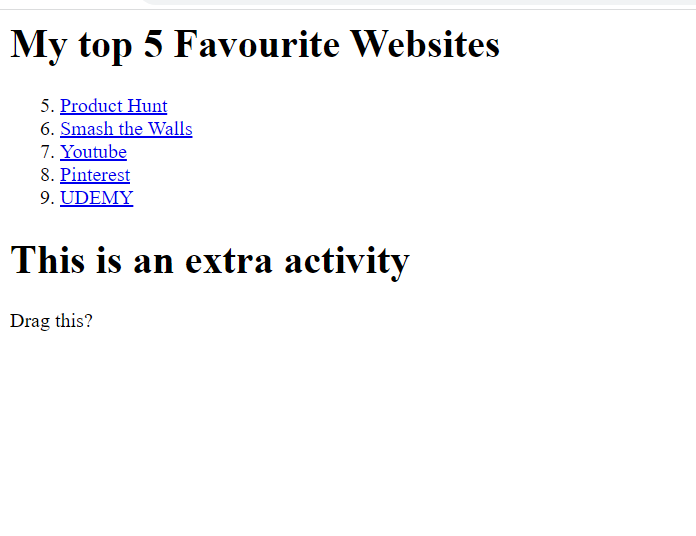 My top 5 Favourite Websites
5. Product Hunt
6. Smash the Walls
7. Youtube
8. Pinterest
9. UDEMY
This is an extra activity
Drag this?